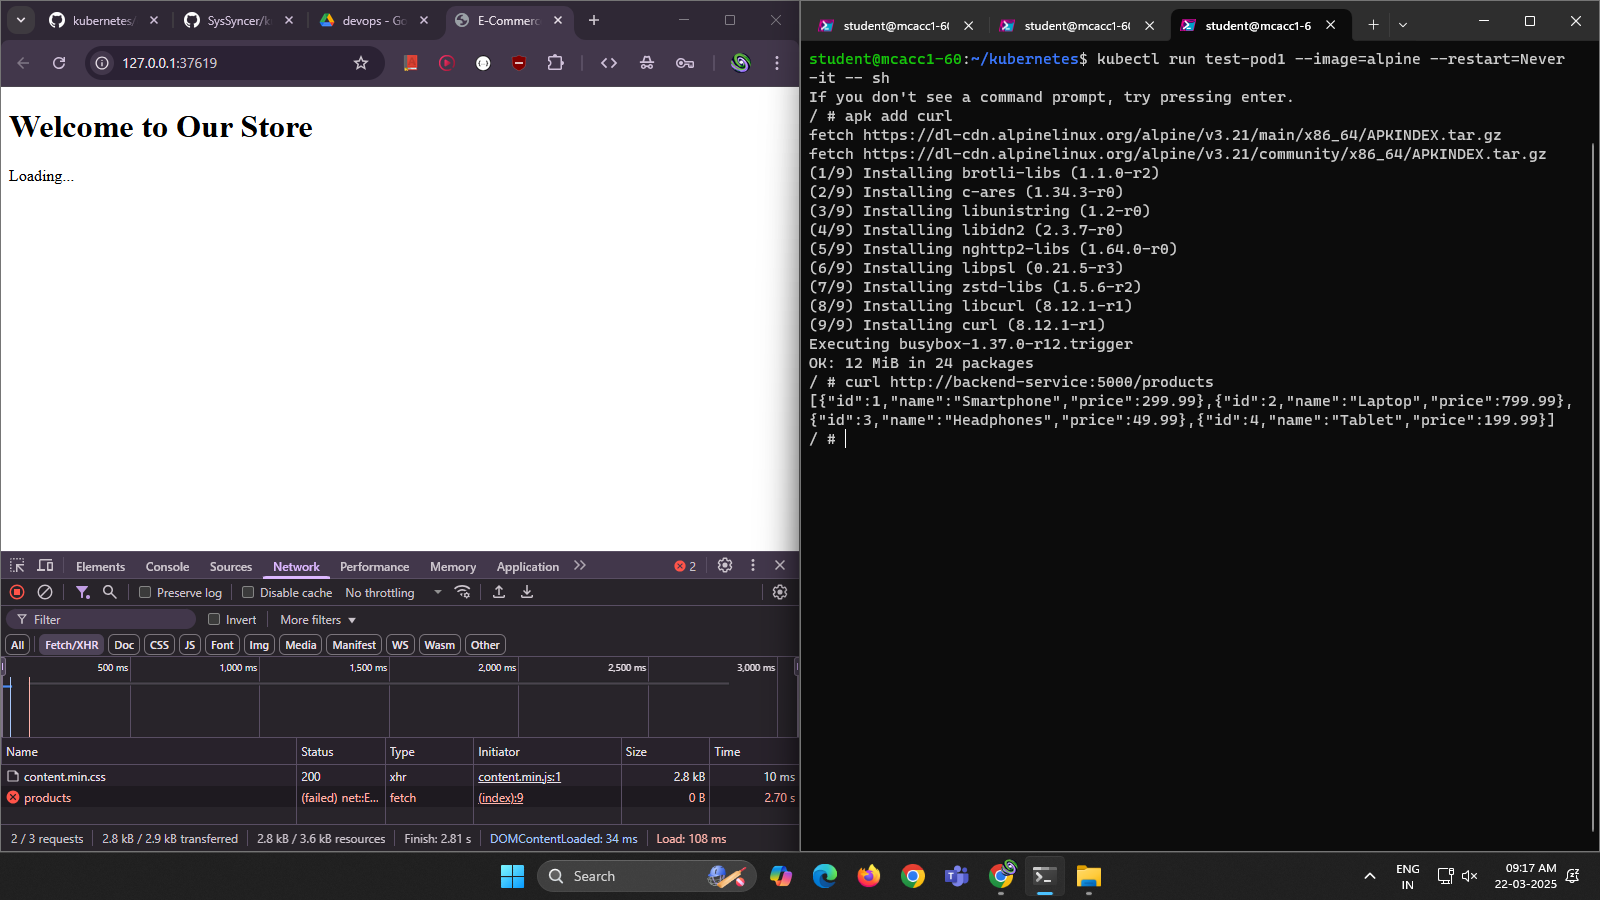 kubernetes/
SysSyncer/k
devops - Go
E-Commerc
127.0.0.1:37619
Welcome to Our Store
Loading...
Elements
Console
Sources
Network
Performance
Memory
Application
2
Preserve log
Disable cache
No throttling
Filter
Invert
More filters
All
Fetch/XHR
Doc
CSS
JS
Font
Img
Media
Manifest
WS
Wasm
Other
500 ms
1,000 ms
1,500 ms
2,000 ms
2,500 ms
3,000 ms
Name Status Type Initiator Size Time
content.min.css 200 xhr content.min.js:1 2.8 kB 10 ms
products (failed) net::E... fetch (index):9 0 B 2.70 s
2 / 3 requests 2.8 kB / 2.9 kB transferred 2.8 kB / 3.6 kB resources Finish: 2.81 s DOMContentLoaded: 34 ms Load: 108 ms
student@mcacc1-60
student@mcacc1-60
student@mcacc1-6
student@mcacc1-60:~/kubernetes$ kubectl run test-pod1 --image=alpine --restart=Never
-it -- sh
If you don't see a command prompt, try pressing enter.
/ # apk add curl
fetch https://dl-cdn.alpinelinux.org/alpine/v3.21/main/x86_64/APKINDEX.tar.gz
fetch https://dl-cdn.alpinelinux.org/alpine/v3.21/community/x86_64/APKINDEX.tar.gz
(1/9) Installing brotli-libs (1.1.0-r2)
(2/9) Installing c-ares (1.34.3-r0)
(3/9) Installing libunistring (1.2-r0)
(4/9) Installing libidn2 (2.3.7-r0)
(5/9) Installing nghttp2-libs (1.64.0-r0)
(6/9) Installing libpsl (0.21.5-r3)
(7/9) Installing zstd-libs (1.5.6-r2)
(8/9) Installing libcurl (8.12.1-r1)
(9/9) Installing curl (8.12.1-r1)
Executing busybox-1.37.0-r12.trigger
OK: 12 MiB in 24 packages
/ # curl http://backend-service:5000/products
[{"id":1,"name":"Smartphone","price":299.99},{"id":2,"name":"Laptop","price":799.99},
{"id":3,"name":"Headphones","price":49.99},{"id":4,"name":"Tablet","price":199.99}]
/ #
Search
ENG
IN
09:17 AM
22-03-2025